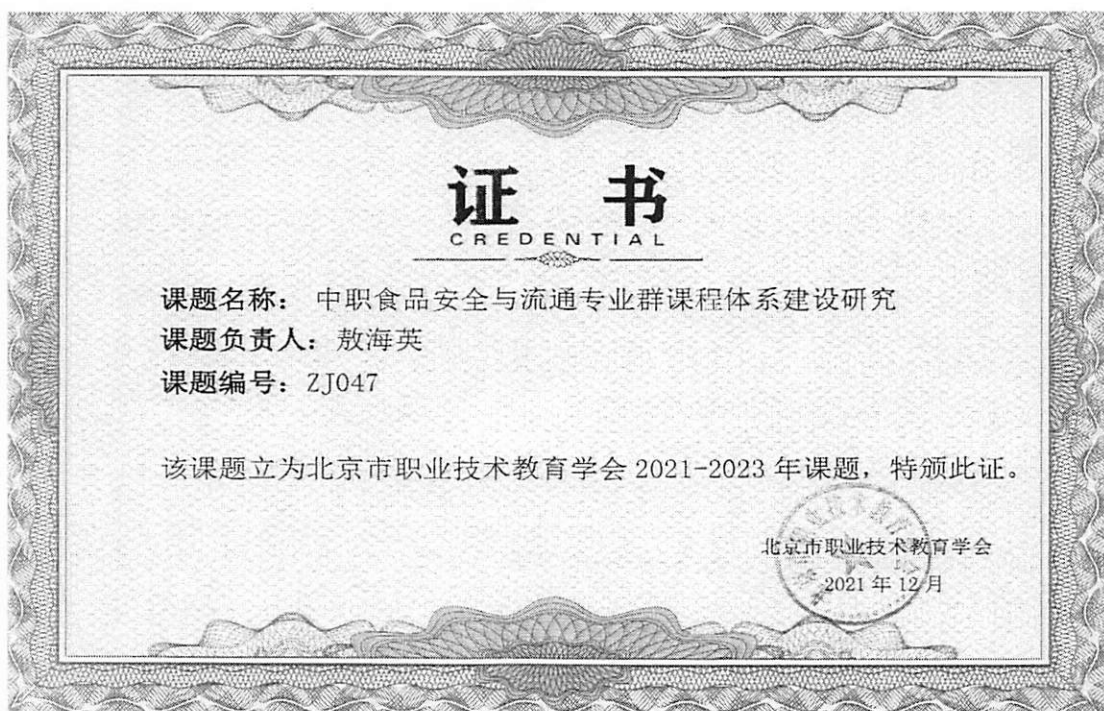 证 书
CREDENTIAL
课题名称： 中职食品安全与流通专业群课程体系建设研究
课题负责人：敖海英
课题编号：ZJ047
该课题立为北京市职业技术教育学会 2021-2023 年课题，特颁此证。
北京市职业技术教育学会
2021 年 12 月